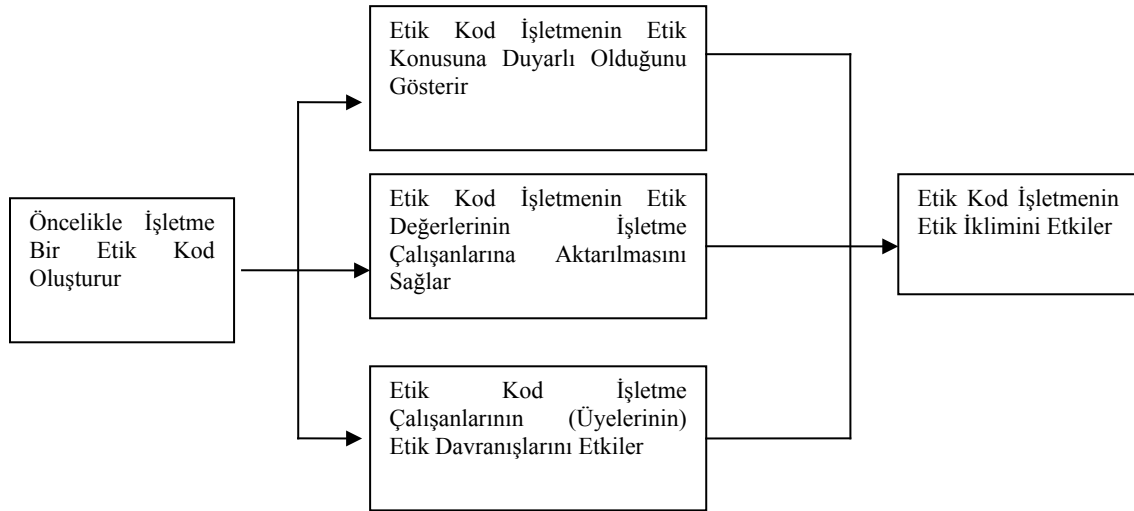 Öncelikle İşletme
Bir Etik Kod
Oluşturur
Etik Kod İşletmenin Etik
Konusuna Duyarlı Olduğunu
Gösterir
Etik Kod İşletmenin Etik
Değerlerinin İşletme
Çalışanlarına Aktarılmasını
Sağlar
Etik Kod İşletme
Çalışanlarının (Üyelerinin)
Etik Davranışlarını Etkiler
Etik Kod İşletmenin
Etik İklimini Etkiler